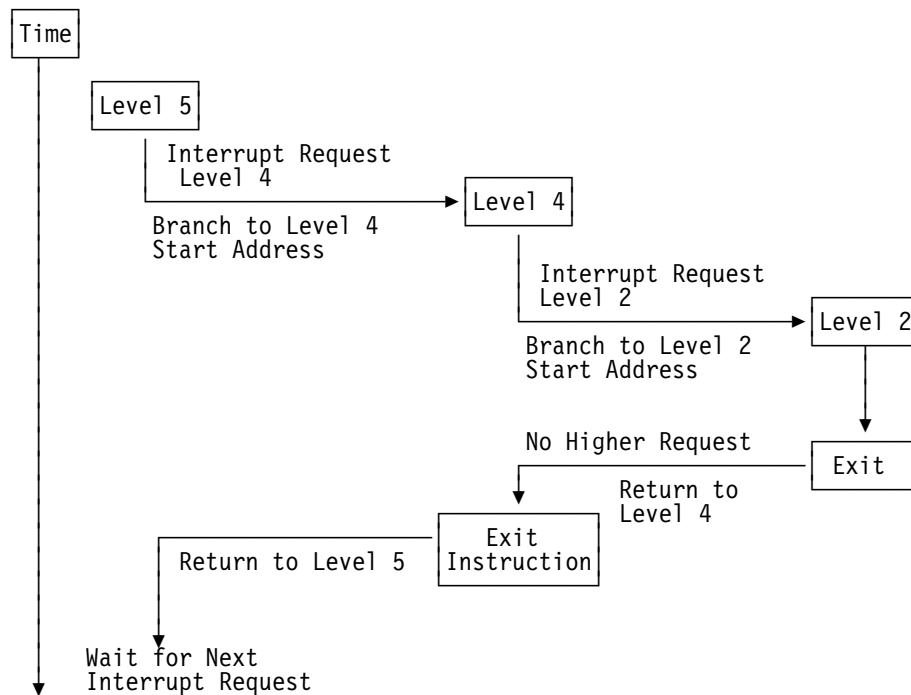 Time
Level 5
Interrupt Request
Level 4
Level 4
Branch to Level 4
Start Address
Interrupt Request
Level 2
Level 2
Branch to Level 2
Start Address
No Higher Request
Exit
Return to
Level 4
Exit
Instruction
Return to Level 5
Wait for Next
Interrupt Request